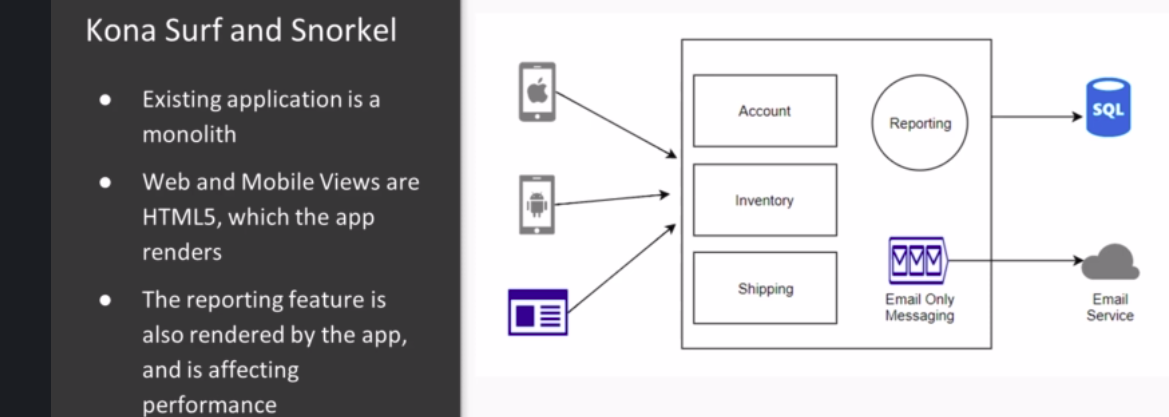 Kona Surf and Snorkel
● Existing application is a
monolith
● Web and Mobile Views are
HTML5, which the app
renders
● The reporting feature is
also rendered by the app,
and is affecting
performance
Account
Reporting
SQL
Inventory
Shipping
Email Only
Messaging
Email
Service